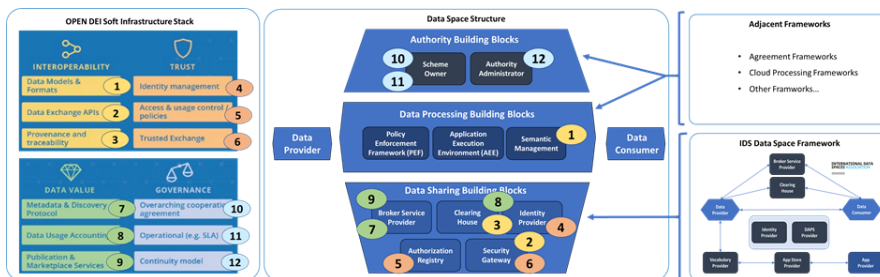 OPEN DEI Soft Infrastructure Stack
INTEROPERABILITY
TRUST
Data Models &
Formats
1
Identity management
4
Data Exchange APIs
2
Access & usage control /
policies
5
Provenance and
traceability
3
Trusted Exchange
6
DATA VALUE
GOVERNANCE
Metadata & Discovery
Protocol
7
Overarching cooperation
agreement
10
Data Usage Accounting
8
Operational (e.g. SLA)
11
Publication &
Marketplace Services
9
Continuity model
12
Data Space Structure
Authority Building Blocks
10
11
Scheme
Owner
Authority
Administrator
12
Data Processing Building Blocks
Data
Provider
Policy
Enforcement
Framework (PEF)
Application
Execution
Environment (AEE)
Semantic
Management
1
Data
Consumer
Data Sharing Building Blocks
9
7
Broker Service
Provider
Clearing
House
8
3
Identity
Provider
4
Authorization
Registry
5
Security
Gateway
2
6
Adjacent Frameworks
• Agreement Frameworks
• Cloud Processing Frameworks
• Other Framworks...
IDS Data Space Framework
Broker Service
Provider
INTERNATIONAL DATA
SPACES ASSOCIATION
Clearing
House
Data
Provider
Data
Consumer
Identity
Provider
DAPS
Provider
Vocabulary
Provider
App Store
Provider
App
Provider